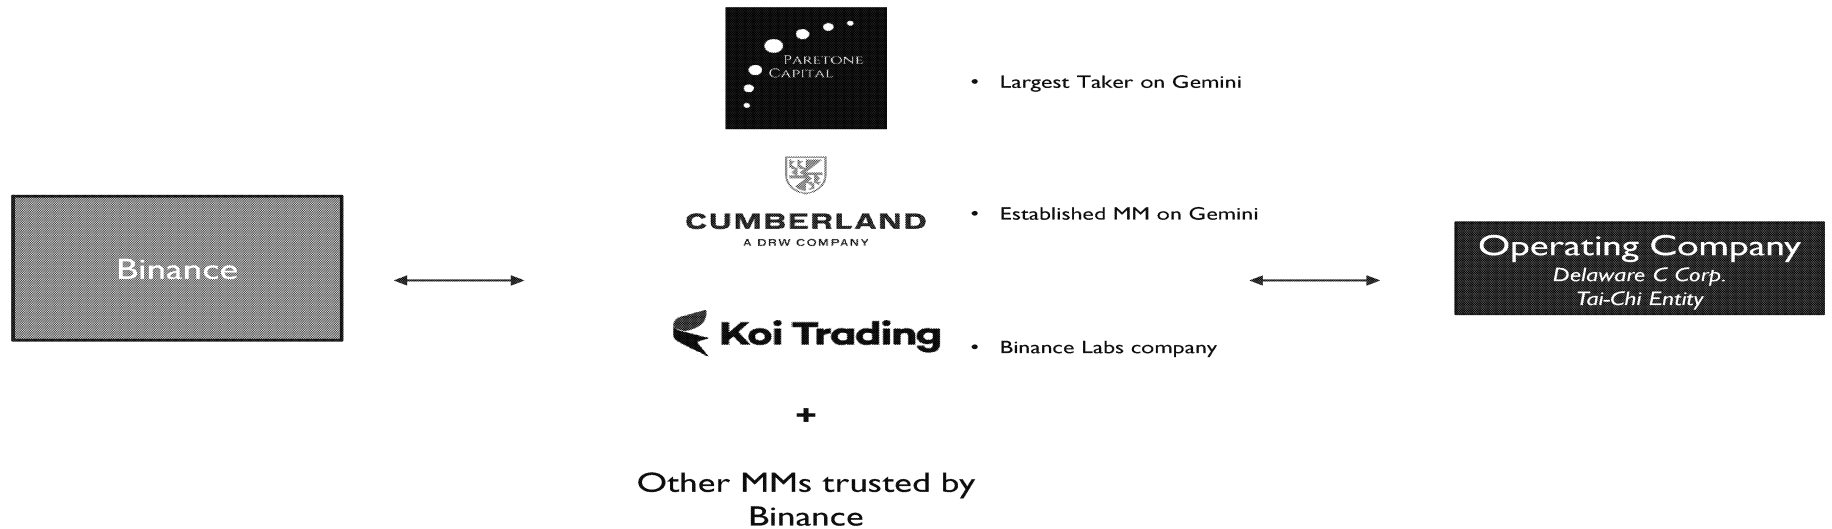 PARETONE
CAPITAL
• Largest Taker on Gemini
CUMBERLAND
A DRW COMPANY
• Established MM on Gemini
Binance
Operating Company
Delaware C Corp.
Tai-Chi Entity
Koi Trading
• Binance Labs company
+
Other MMs trusted by
Binance